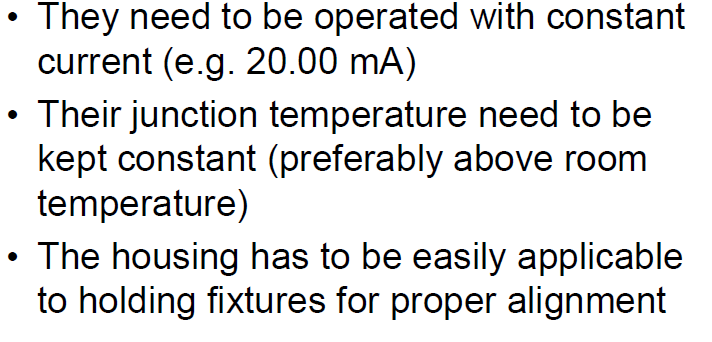 • They need to be operated with constant
current (e.g. 20.00 mA)
• Their junction temperature need to be
kept constant (preferably above room
temperature)
• The housing has to be easily applicable
to holding fixtures for proper alignment